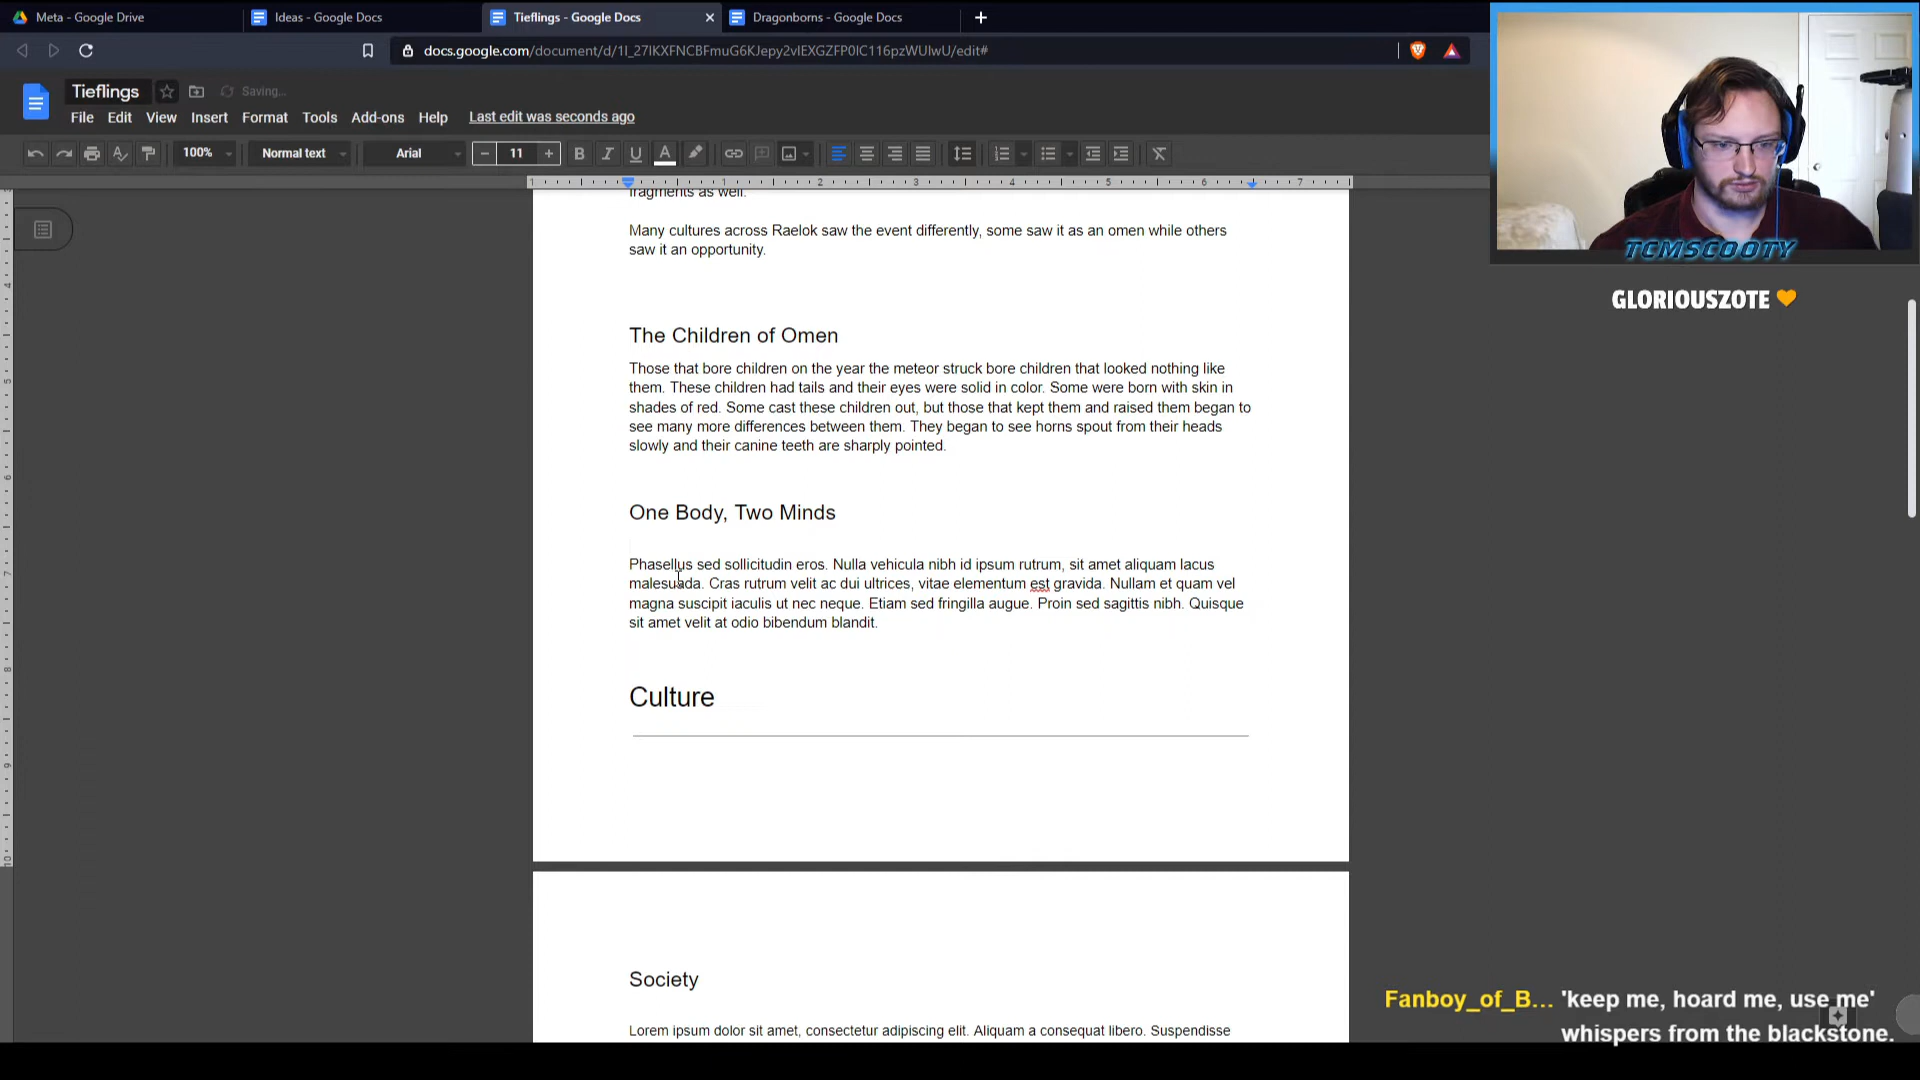 Meta - Google Drive
Ideas - Google Docs
Tieflings - Google Docs
Dragonborns - Google Docs
docs.google.com/document/d/1I_27IKXFNCBFmuG6KJepy2vIEXGZFP0IC116pzWUIwU/edit#
Tieflings
Saving...
File Edit View Insert Format Tools Add-ons Help Last edit was seconds ago
100% Normal text Arial 11
fragments as well.
Many cultures across Raelok saw the event differently, some saw it as an omen while others
saw it an opportunity.
The Children of Omen
Those that bore children on the year the meteor struck bore children that looked nothing like
them. These children had tails and their eyes were solid in color. Some were born with skin in
shades of red. Some cast these children out, but those that kept them and raised them began to
see many more differences between them. They began to see horns spout from their heads
slowly and their canine teeth are sharply pointed.
One Body, Two Minds
Phasellus sed sollicitudin eros. Nulla vehicula nibh id ipsum rutrum, sit amet aliquam lacus
malesuada. Cras rutrum velit ac dui ultrices, vitae elementum est gravida. Nullam et quam vel
magna suscipit iaculis ut nec neque. Etiam sed fringilla augue. Proin sed sagittis nibh. Quisque
sit amet velit at odio bibendum blandit.
Culture
Society
Lorem ipsum dolor sit amet, consectetur adipiscing elit. Aliquam a consequat libero. Suspendisse
TCMSCOOTY
GLORIOUSZOTE
Fanboy_of_B... 'keep me, hoard me, use me'
whispers from the blackstone.